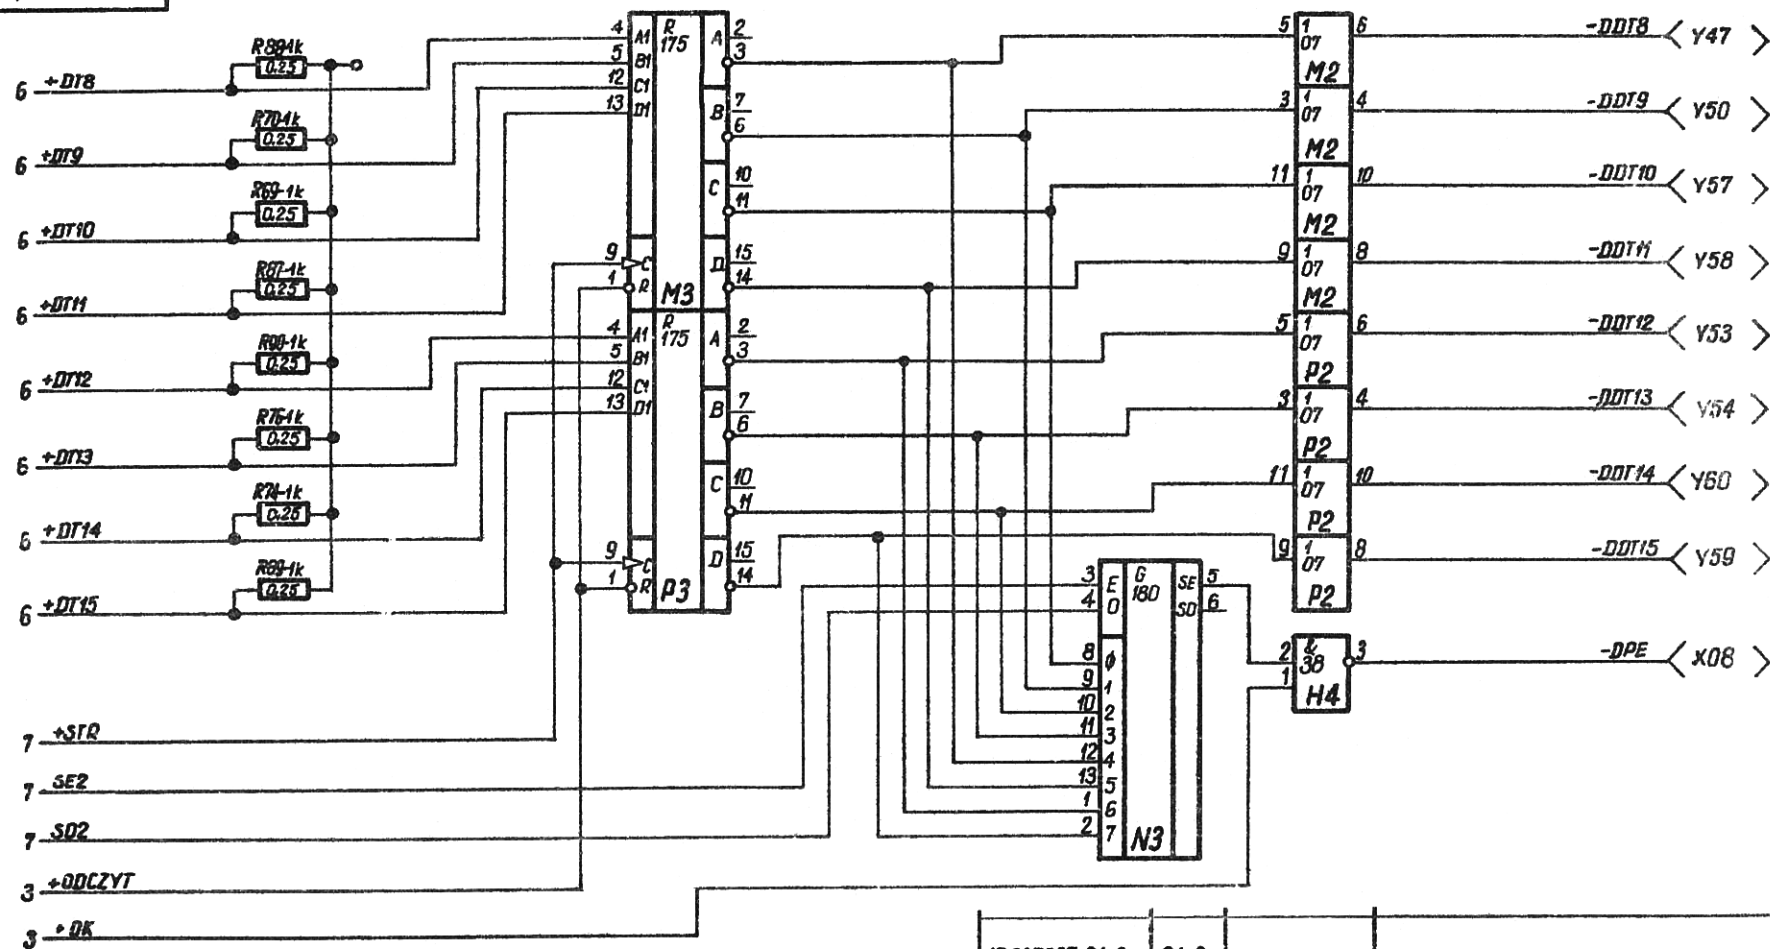 R88-1k
0.25
6 +DT8
R70-1k
0.25
6 +DT9
R69-1k
0.25
6 +DT10
R87-1k
0.25
6 +DT11
R90-1k
0.25
6 +DT12
R76-1k
0.25
6 +DT13
R74-1k
0.25
6 +DT14
R89-1k
0.25
6 +DT15
7 +STR
7 SE2
7 SO2
3 +ODCZYT
3 +OK
4 A1 R A 2
5 B1 175 3
12 C1 B 7
13 D1 6
C 10
11
9 C D 15
1 R M3 14
4 A1 R A 2
5 B1 175 3
12 C1 B 7
13 D1 6
C 10
11
9 C D 15
1 R P3 14
3 E G SE 5
4 O 180 SO 6
8 ϕ
9 1
10 2
11 3
12 4
13 5
1 6
2 7 N3
5 1 6 -DDT8 Y47
07
M2
3 1 4 -DDT9 Y50
07
M2
11 1 10 -DDT10 Y57
07
M2
9 1 8 -DDT11 Y58
07
M2
5 1 6 -DDT12 Y53
07
P2
3 1 4 -DDT13 Y54
07
P2
11 1 10 -DDT14 Y60
07
P2
9 1 8 -DDT15 Y59
07
P2
2 & 3 -DPE X08
38
1 H4